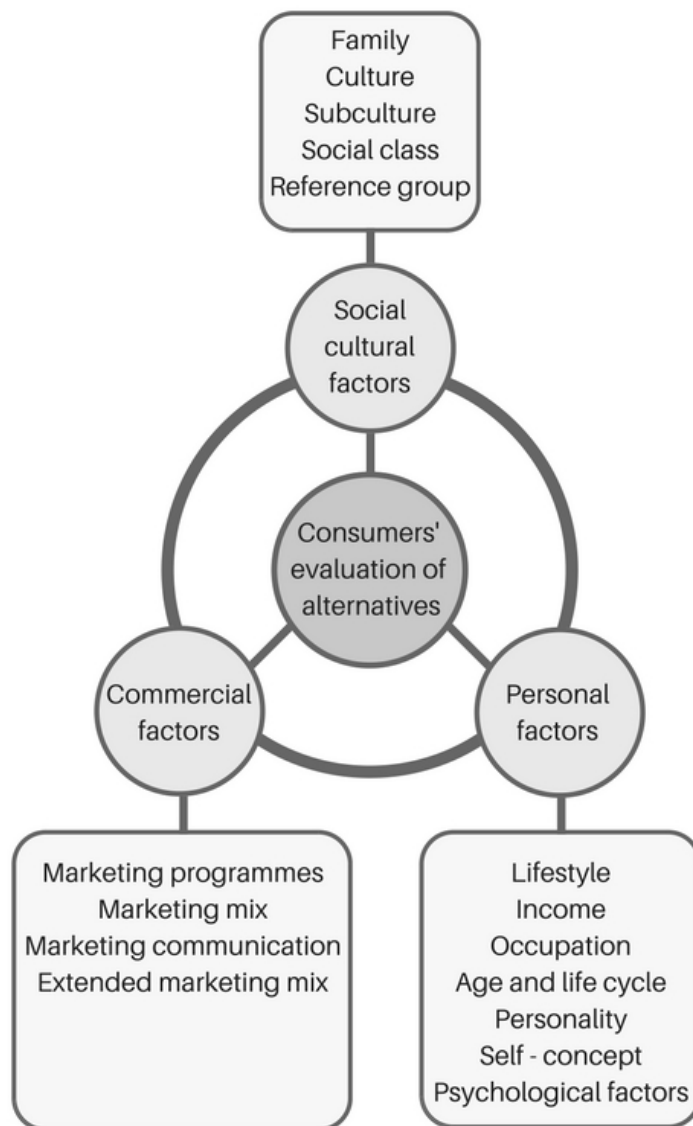 Family
Culture
Subculture
Social class
Reference group
Social
cultural
factors
Consumers'
evaluation of
alternatives
Commercial
factors
Personal
factors
Marketing programmes
Marketing mix
Marketing communication
Extended marketing mix
Lifestyle
Income
Occupation
Age and life cycle
Personality
Self - concept
Psychological factors